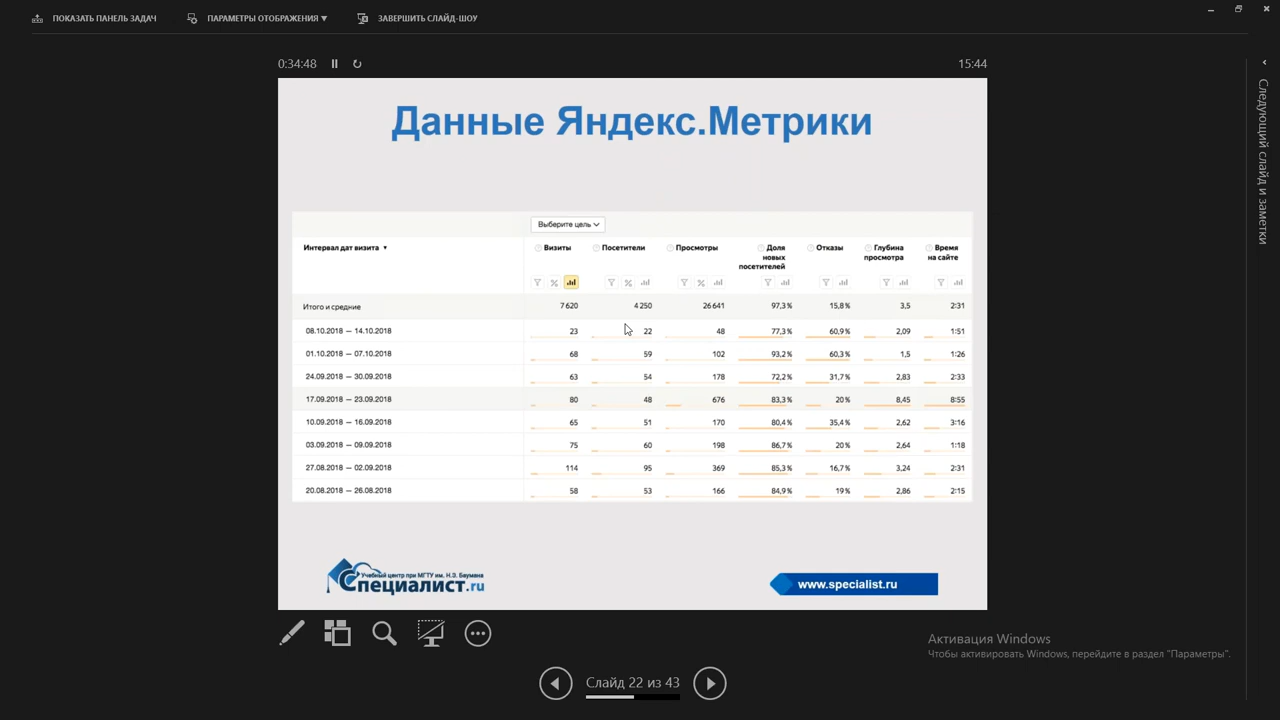 ПОКАЗАТЬ ПАНЕЛЬ ЗАДАЧ ПАРАМЕТРЫ ОТОБРАЖЕНИЯ ▼ ЗАВЕРШИТЬ СЛАЙД-ШОУ
0:34:48 15:44
Следующий слайд и заметки
Данные Яндекс.Метрики
Выберите цель
Интервал дат визита ▼ Визиты Посетители Просмотры Доля новых посетителей Отказы Глубина просмотра Время на сайте
Итого и средние 7 620 4 250 26 641 97,3 % 15,8 % 3,5 2:31
08.10.2018 — 14.10.2018 23 22 48 77,3 % 60,9 % 2,09 1:51
01.10.2018 — 07.10.2018 68 59 102 93,2 % 60,3 % 1,5 1:26
24.09.2018 — 30.09.2018 63 54 178 72,2 % 31,7 % 2,83 2:33
17.09.2018 — 23.09.2018 80 48 676 83,3 % 20 % 8,45 8:55
10.09.2018 — 16.09.2018 65 51 170 80,4 % 35,4 % 2,62 3:16
03.09.2018 — 09.09.2018 75 60 198 86,7 % 20 % 2,64 1:18
27.08.2018 — 02.09.2018 114 95 369 85,3 % 16,7 % 3,24 2:31
20.08.2018 — 26.08.2018 58 53 166 84,9 % 19 % 2,86 2:15
Учебный центр при МГТУ им. Н.Э. Баумана
Специалист.ru
www.specialist.ru
Активация Windows
Чтобы активировать Windows, перейдите в раздел "Параметры".
Слайд 22 из 43